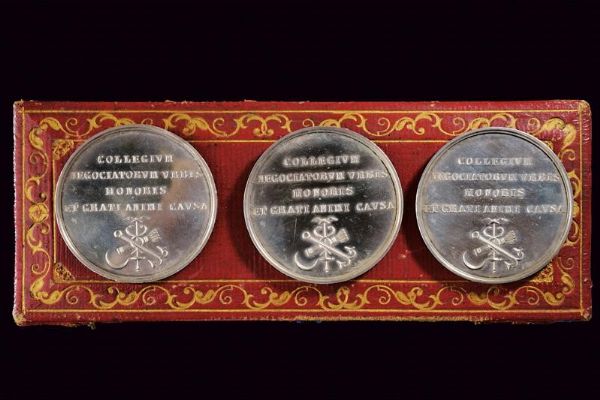 COLLEGIVM
NEGOCIATORVM VRBIS
HONORIS
ET GRATI ANIMI CAVSA
COLLEGIVM
NEGOCIATORVM VRBIS
HONORIS
ET GRATI ANIMI CAVSA
COLLEGIVM
NEGOCIATORVM VRBIS
HONORIS
ET GRATI ANIMI CAVSA